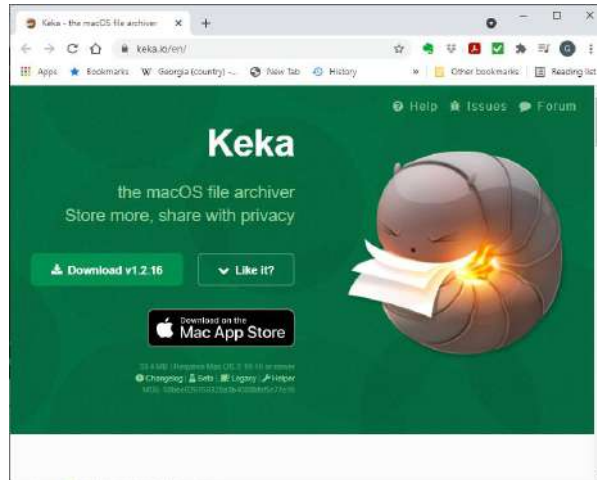 Keka - the macOS file archiver
keka.io/en/
Apps Bookmarks Georgia (country) -... New Tab History » Other bookmarks Reading list
G
Help Issues Forum
Keka
the macOS file archiver
Store more, share with privacy
Download v1.2.16 Like it?
Download on the
Mac App Store
Changelog | Beta | Legacy | Helper